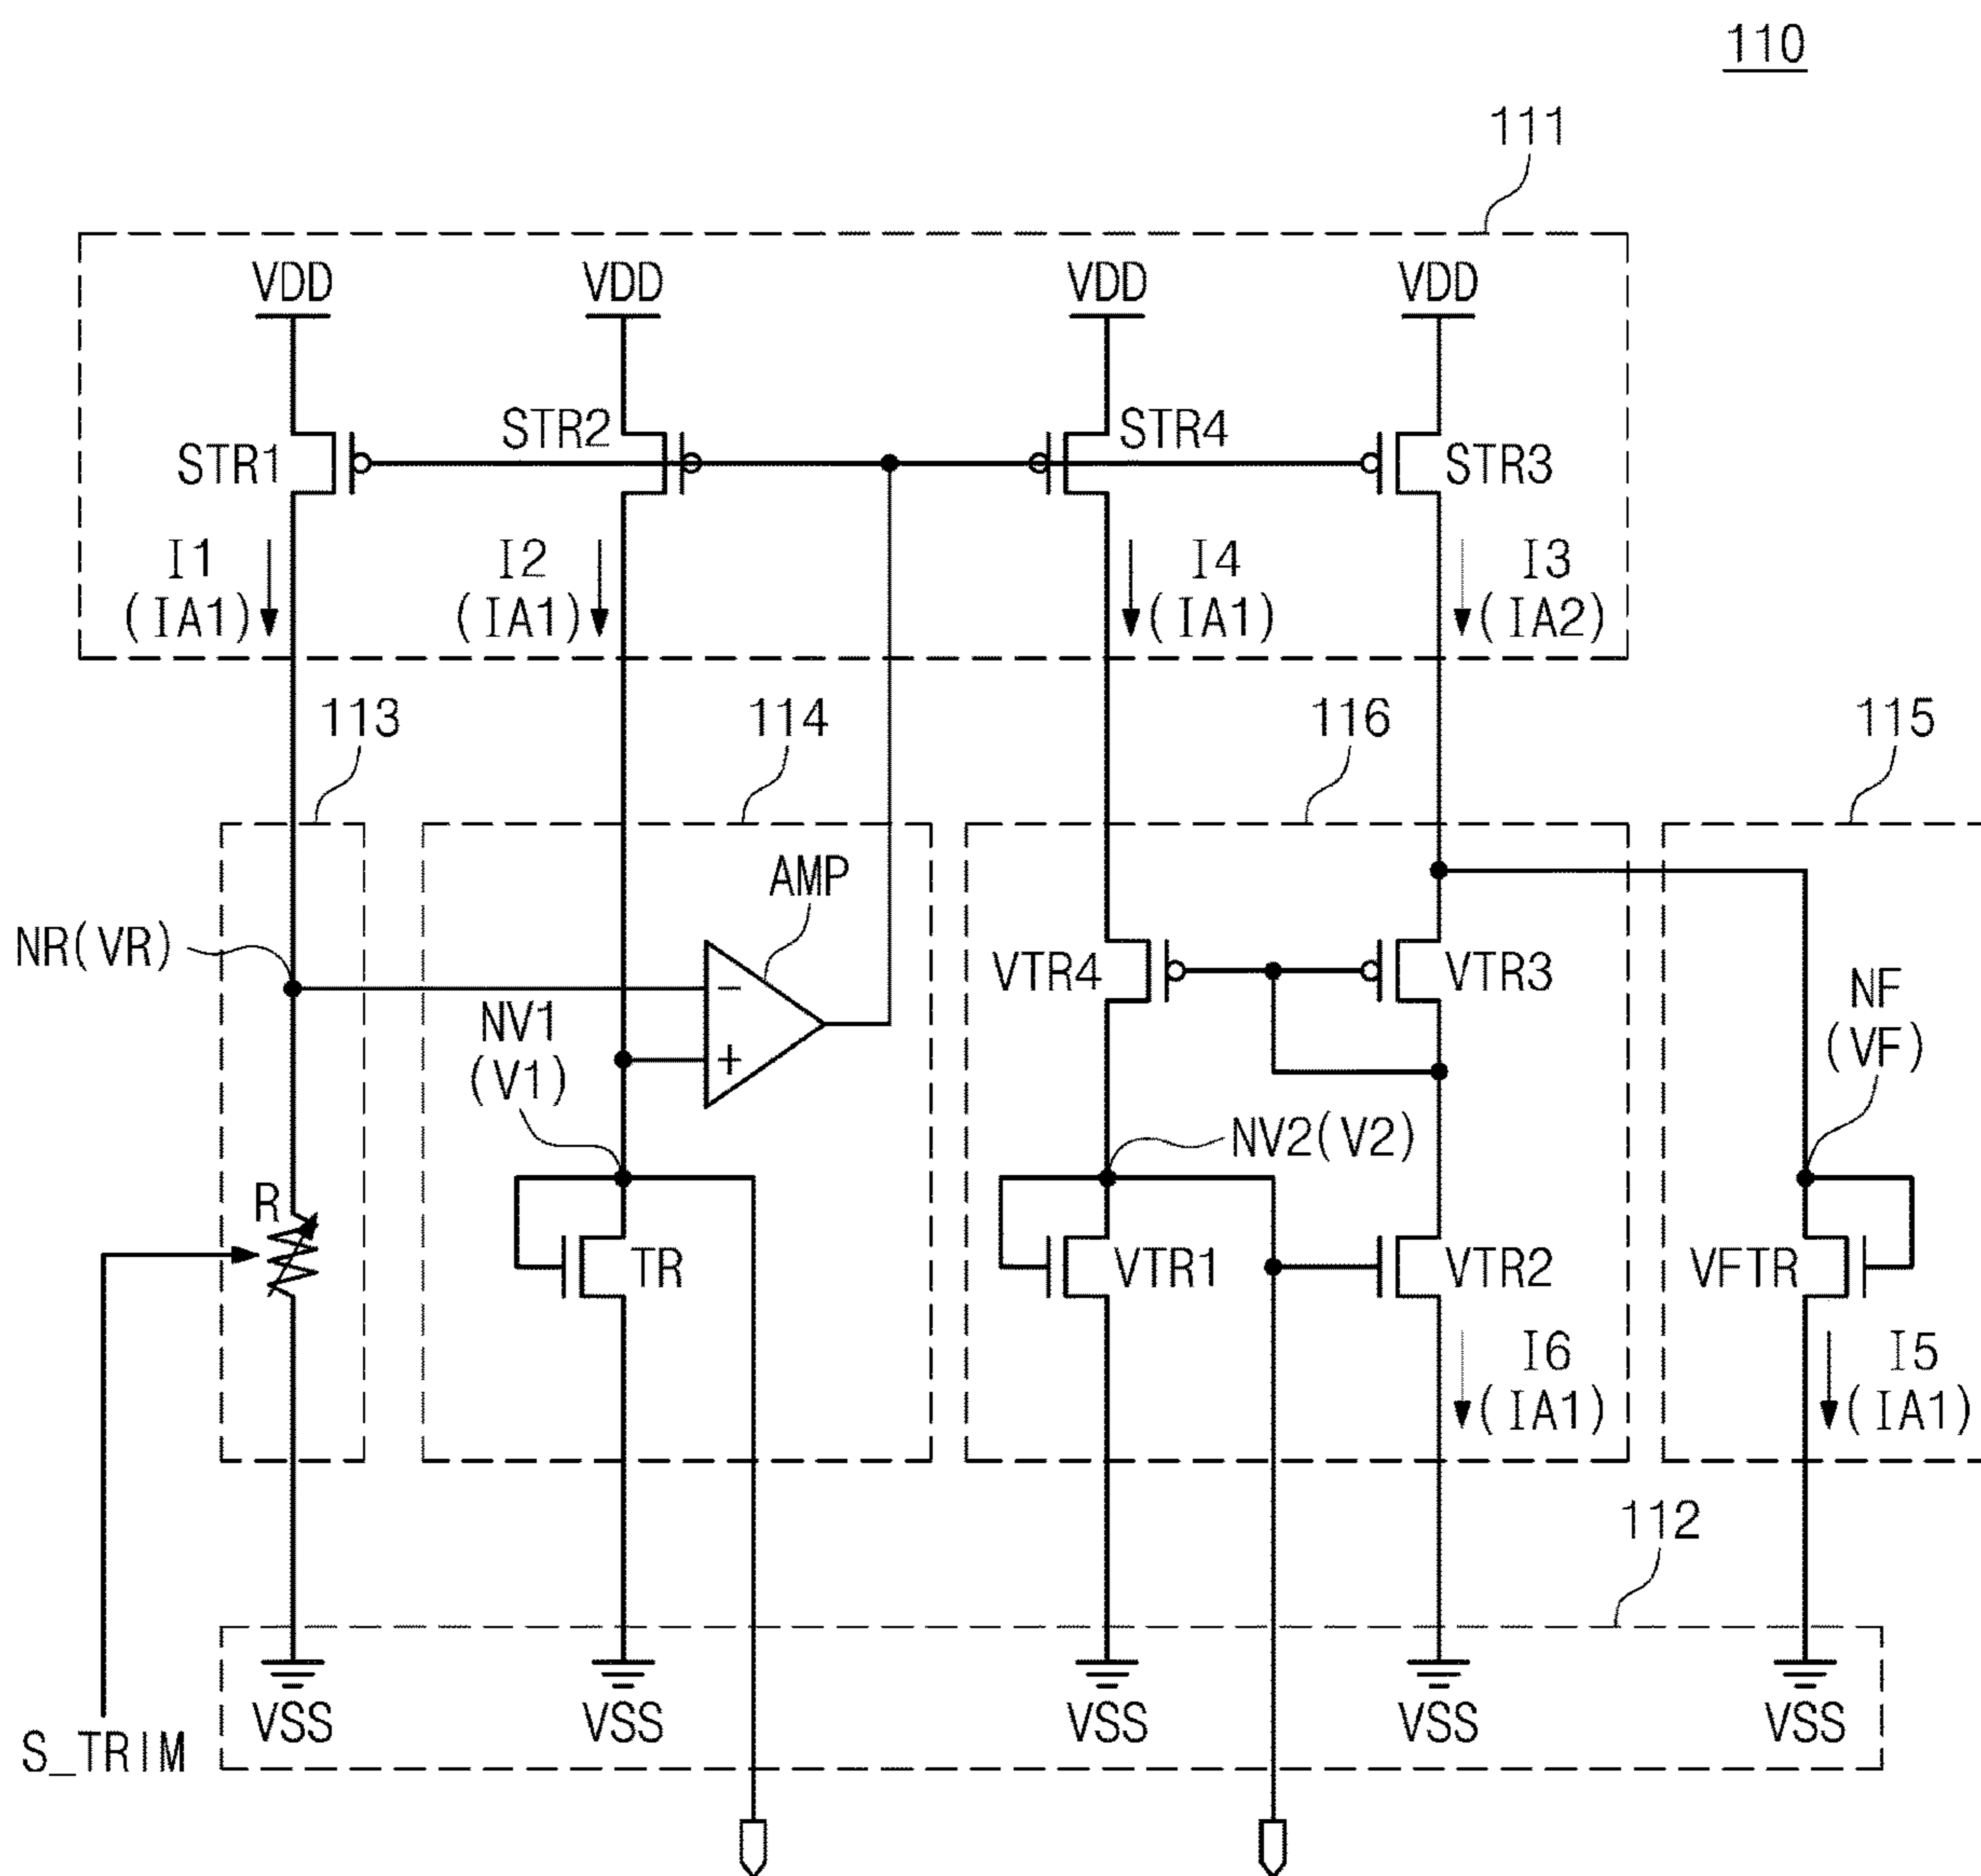 110
111
VDD VDD VDD VDD
STR1 STR2 STR4 STR3
I1 I2 I4 I3
(IA1) (IA1) (IA1) (IA2)
113 114 116 115
AMP
NR(VR) VTR4 VTR3 NF
(VF)
−
NV1
(V1)
+
NV2(V2)
R TR VTR1 VTR2 VFTR
I6 I5
(IA1) (IA1)
112
VSS VSS VSS VSS VSS
S_TRIM